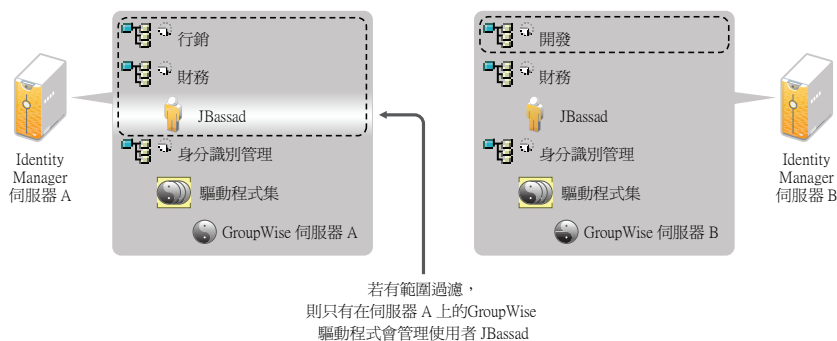 行銷
財務
JBassad
身分識別管理
驅動程式集
GroupWise 伺服器 A
Identity
Manager
伺服器 A
開發
財務
JBassad
身分識別管理
驅動程式集
GroupWise 伺服器 B
Identity
Manager
伺服器 B
若有範圍過濾，
則只有在伺服器 A 上的GroupWise
驅動程式會管理使用者 JBassad